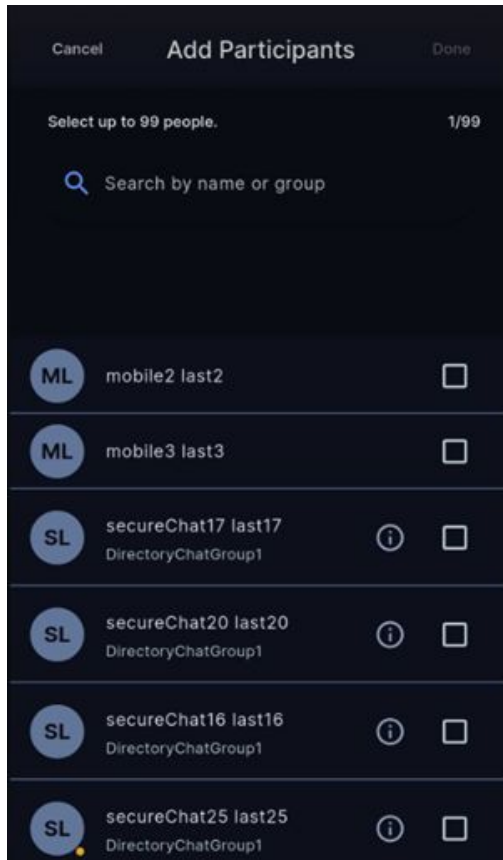 Cancel Add Participants Done
Select up to 99 people. 1/99
Search by name or group
ML mobile2 last2
ML mobile3 last3
SL secureChat17 last17
DirectoryChatGroup1
SL secureChat20 last20
DirectoryChatGroup1
SL secureChat16 last16
DirectoryChatGroup1
SL secureChat25 last25
DirectoryChatGroup1